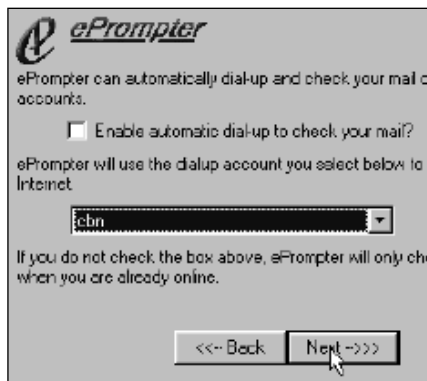 ePrompter
ePrompter can automatically dial-up and check your mail
accounts.
Enable automatic dial-up to check your mail?
ePrompter will use the dialup account you select below to
Internet.
cbn
If you do not check the box above, ePrompter will only
when you are already online.
<<-- Back
Next -->>>